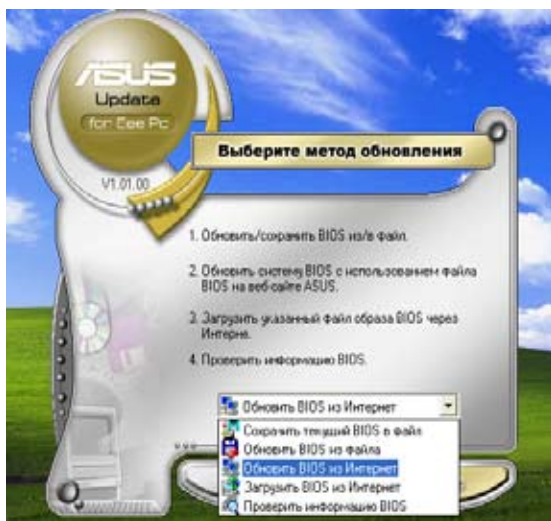 ASUS
Update
for Eee Pc
V1.01.00
Выберите метод обновления
1. Обновить/сохранить BIOS из/в файл.
2. Обновить систему BIOS с использованием файла
BIOS на веб-сайте ASUS.
3. Загрузить указанный файл образа BIOS через
Интерне.
4. Проверить информацию BIOS.
Обновить BIOS из Интернет
Сохранить текущий BIOS в файл
Обновить BIOS из файла
Обновить BIOS из Интернет
Загрузить BIOS из Интернет
Проверить информацию BIOS